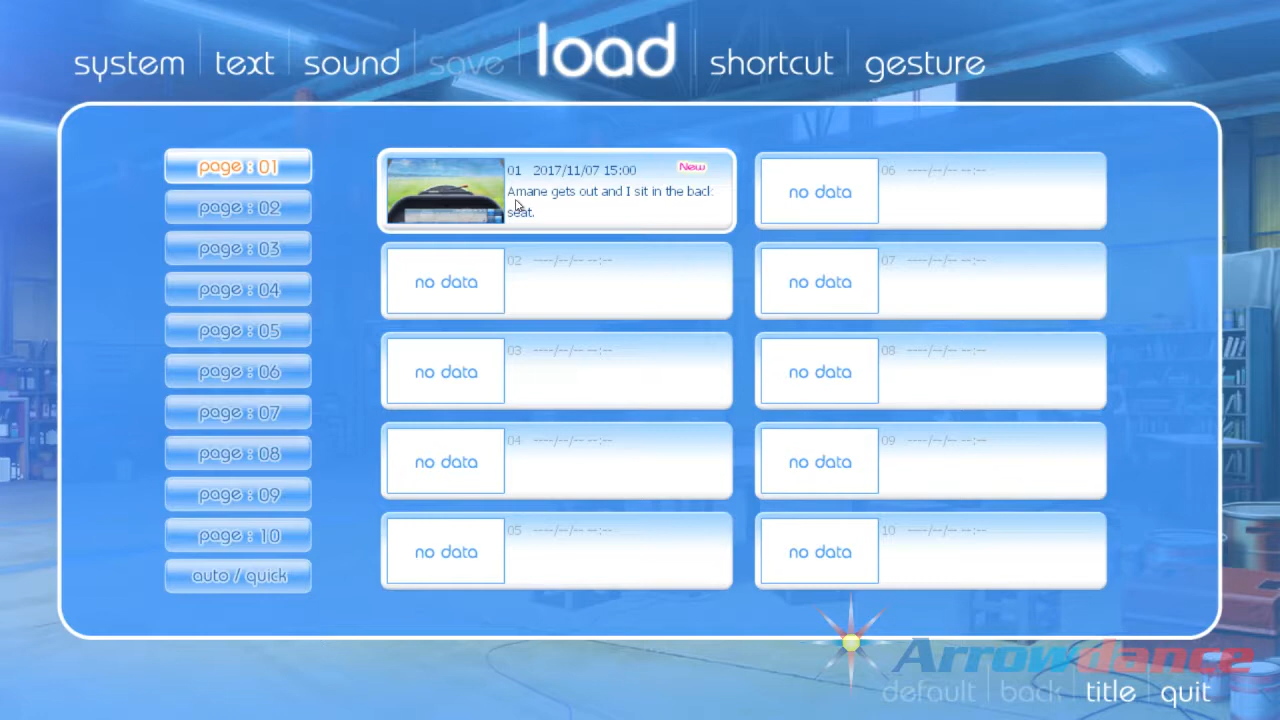 system text sound save load shortcut gesture
page : 01
page : 02
page : 03
page : 04
page : 05
page : 06
page : 07
page : 08
page : 09
page : 10
auto / quick
01 2017/11/07 15:00 New
Amane gets out and I sit in the back
seat.
no data
02 ----/--/-- --:--
no data
03 ----/--/-- --:--
no data
04 ----/--/-- --:--
no data
05 ----/--/-- --:--
no data
06 ----/--/-- --:--
no data
07 ----/--/-- --:--
no data
08 ----/--/-- --:--
no data
09 ----/--/-- --:--
no data
10 ----/--/-- --:--
Arrowdance
default back title quit